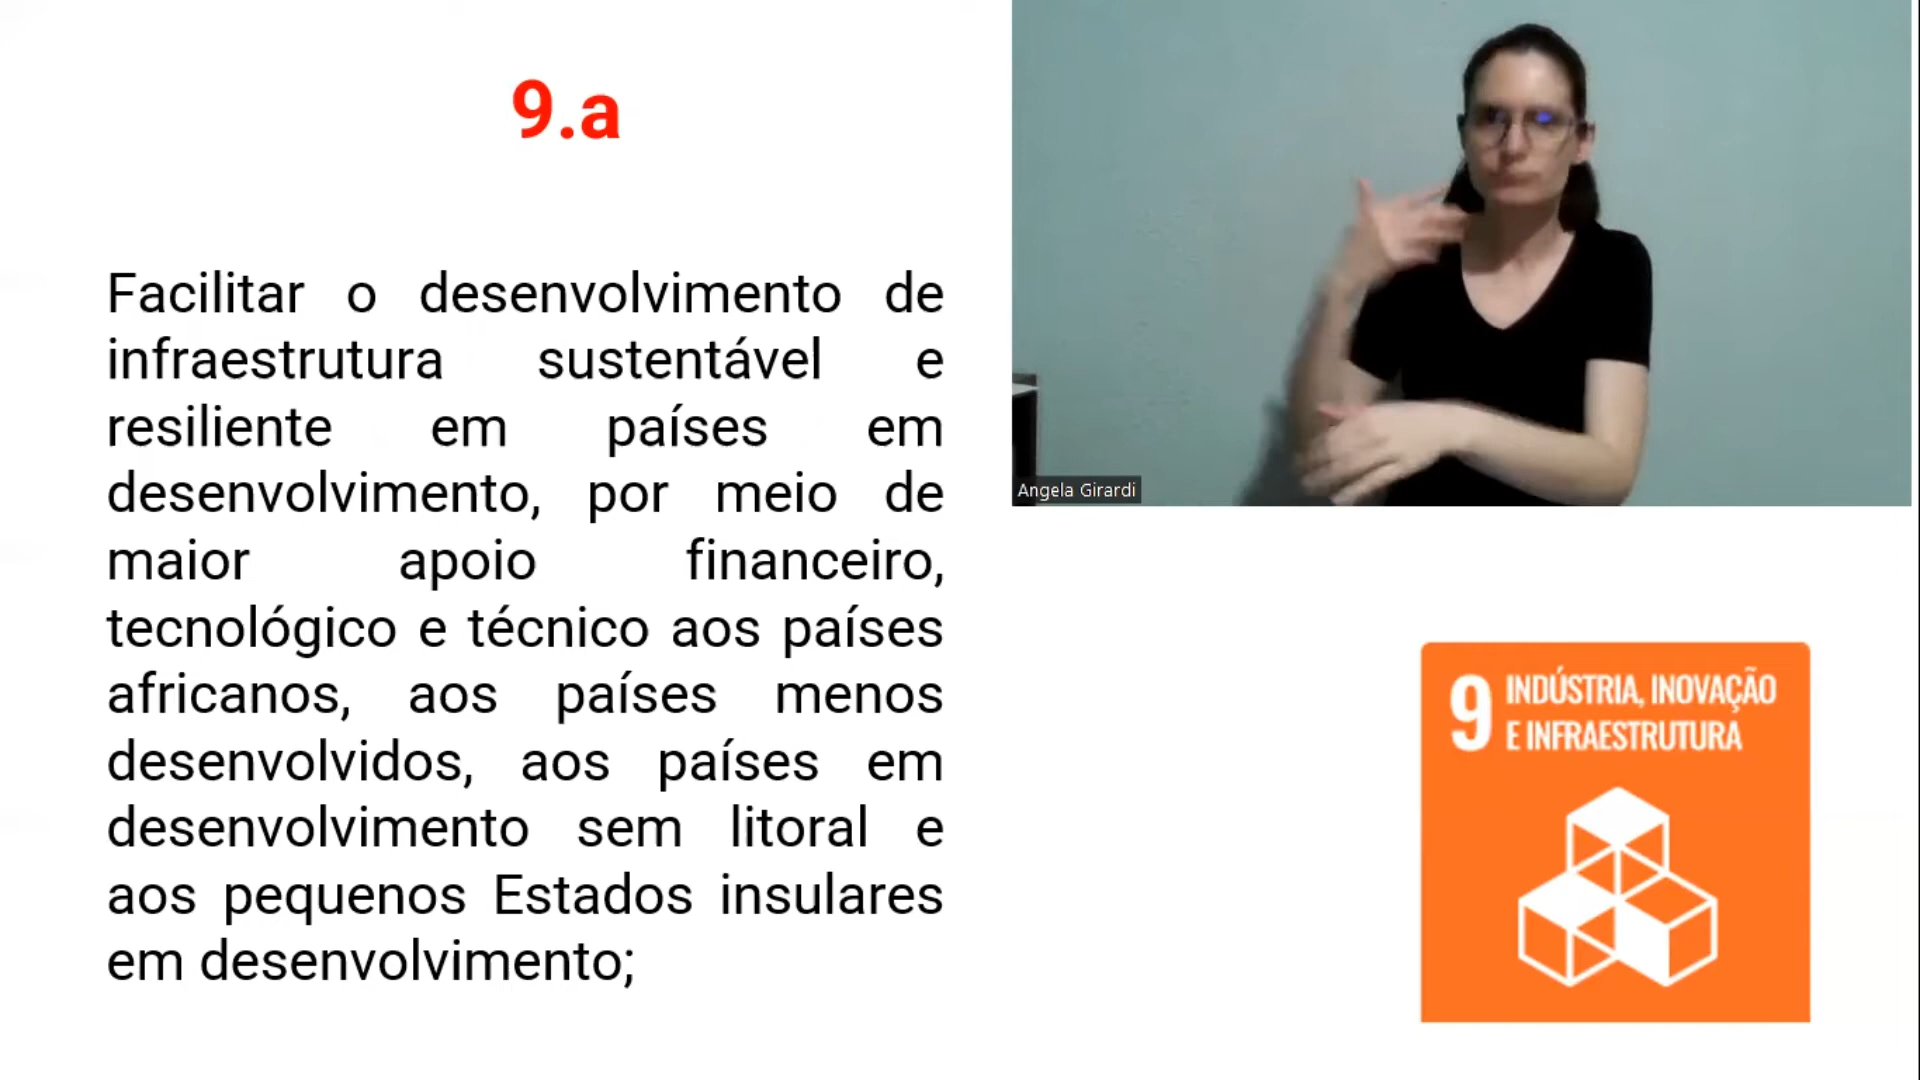 9.a
Facilitar o desenvolvimento de
infraestrutura sustentável e
resiliente em países em
desenvolvimento, por meio de
maior apoio financeiro,
tecnológico e técnico aos países
africanos, aos países menos
desenvolvidos, aos países em
desenvolvimento sem litoral e
aos pequenos Estados insulares
em desenvolvimento;
Angela Girardi
9 INDÚSTRIA, INOVAÇÃO
E INFRAESTRUTURA